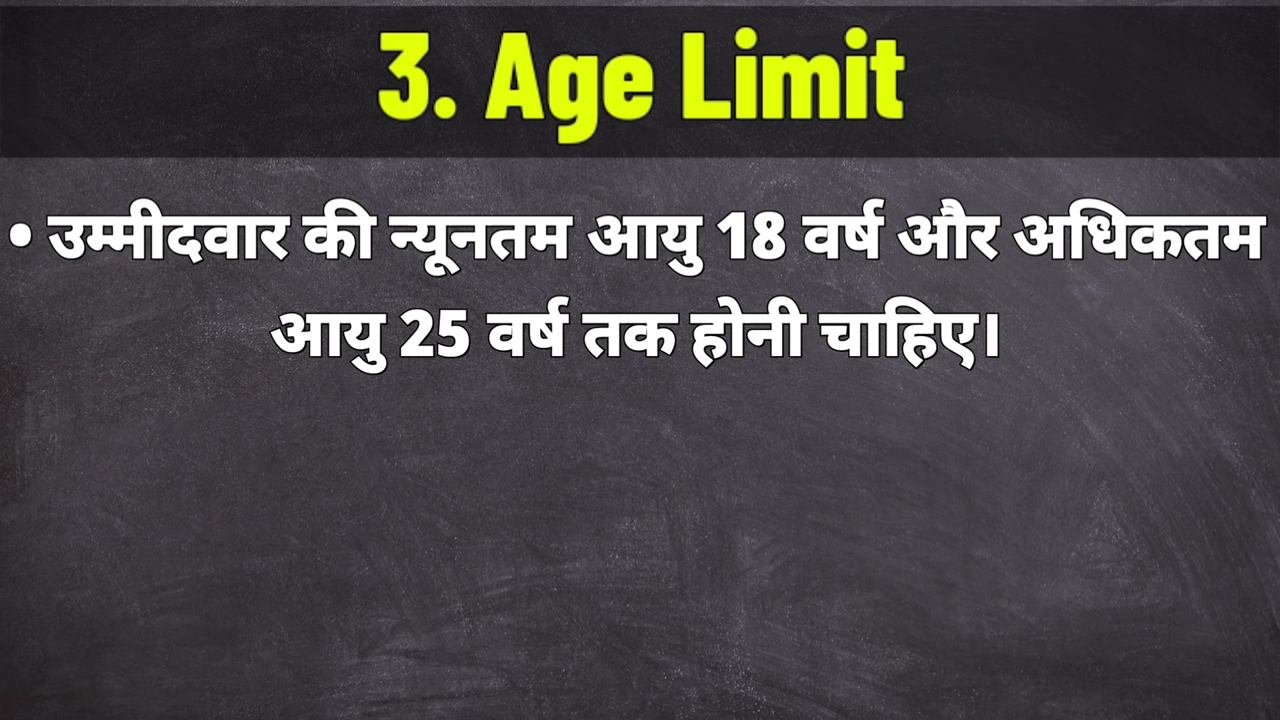 3. Age Limit
• उम्मीदवार की न्यूनतम आयु 18 वर्ष और अधिकतम
आयु 25 वर्ष तक होनी चाहिए।